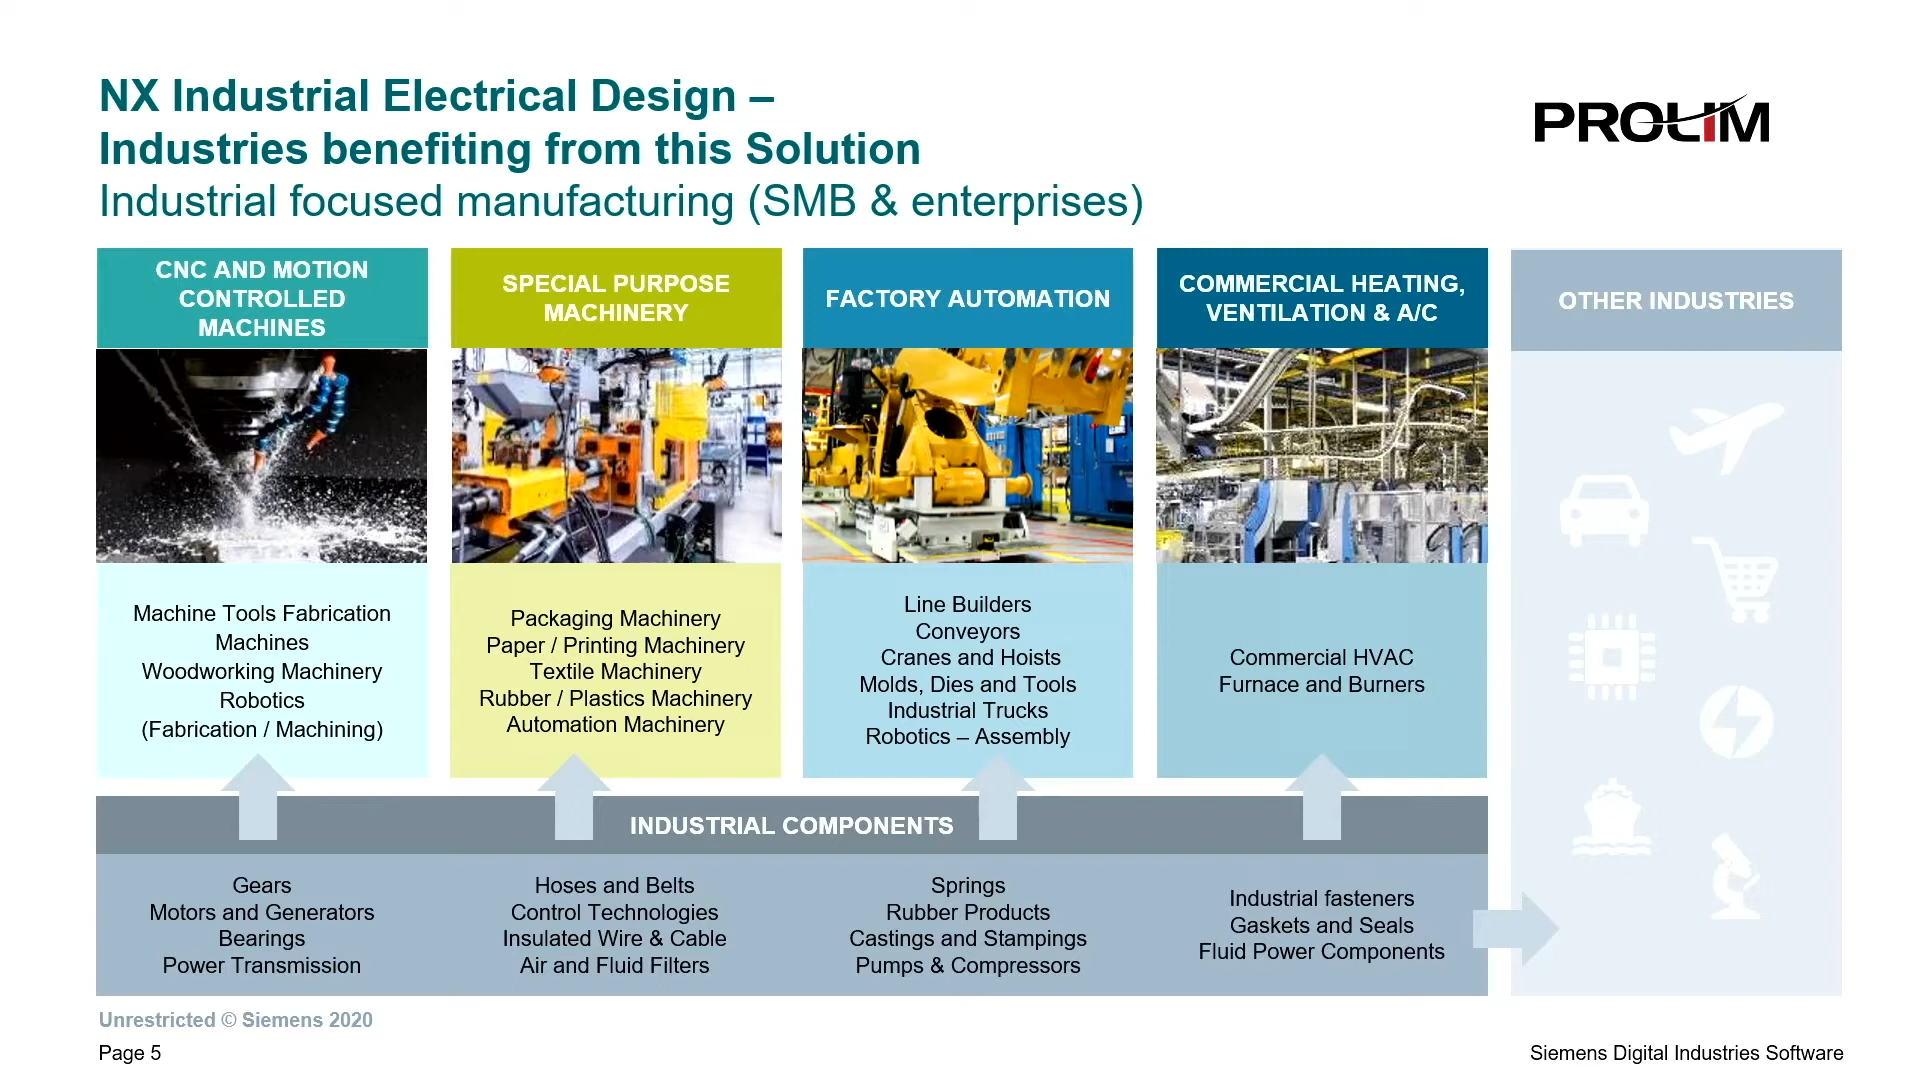 NX Industrial Electrical Design –
Industries benefiting from this Solution
Industrial focused manufacturing (SMB & enterprises)
PROLIM
CNC AND MOTION
CONTROLLED
MACHINES
Machine Tools Fabrication
Machines
Woodworking Machinery
Robotics
(Fabrication / Machining)
SPECIAL PURPOSE
MACHINERY
Packaging Machinery
Paper / Printing Machinery
Textile Machinery
Rubber / Plastics Machinery
Automation Machinery
FACTORY AUTOMATION
Line Builders
Conveyors
Cranes and Hoists
Molds, Dies and Tools
Industrial Trucks
Robotics – Assembly
COMMERCIAL HEATING,
VENTILATION & A/C
Commercial HVAC
Furnace and Burners
OTHER INDUSTRIES
INDUSTRIAL COMPONENTS
Gears
Motors and Generators
Bearings
Power Transmission
Hoses and Belts
Control Technologies
Insulated Wire & Cable
Air and Fluid Filters
Springs
Rubber Products
Castings and Stampings
Pumps & Compressors
Industrial fasteners
Gaskets and Seals
Fluid Power Components
Unrestricted © Siemens 2020
Page 5
Siemens Digital Industries Software